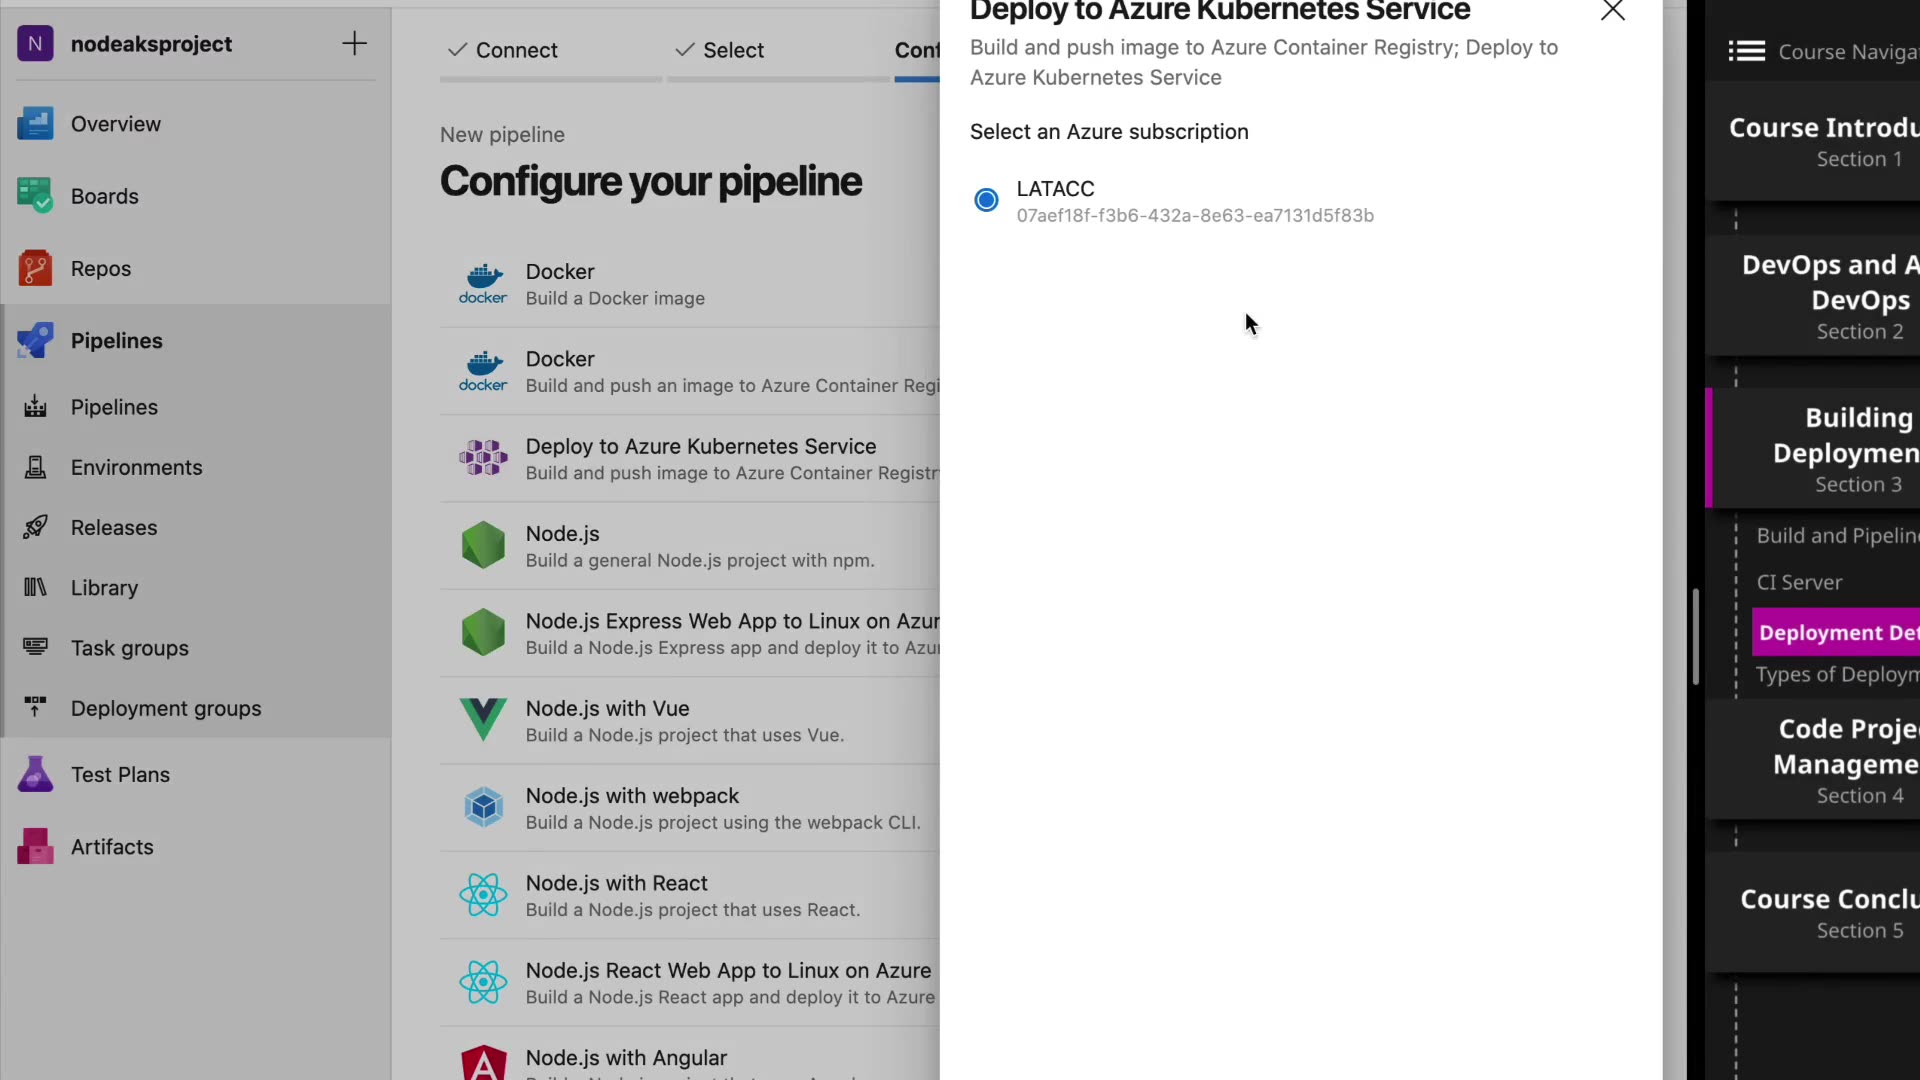 N nodeaksproject
Overview
Boards
Repos
Pipelines
Pipelines
Environments
Releases
Library
Task groups
Deployment groups
Test Plans
Artifacts
Connect
Select
Conf
New pipeline
Configure your pipeline
docker
Docker
Build a Docker image
docker
Docker
Build and push an image to Azure Container Regi
Deploy to Azure Kubernetes Service
Build and push image to Azure Container Registr
Node.js
Build a general Node.js project with npm.
Node.js Express Web App to Linux on Azur
Build a Node.js Express app and deploy it to Azu
Node.js with Vue
Build a Node.js project that uses Vue.
Node.js with webpack
Build a Node.js project using the webpack CLI.
Node.js with React
Build a Node.js project that uses React.
Node.js React Web App to Linux on Azure
Build a Node.js React app and deploy it to Azure
Node.js with Angular
Deploy to Azure Kubernetes Service
Build and push image to Azure Container Registry; Deploy to
Azure Kubernetes Service
Select an Azure subscription
LATACC
07aef18f-f3b6-432a-8e63-ea7131d5f83b
Course Naviga
Course Introdu
Section 1
DevOps and A
DevOps
Section 2
Building
Deploymen
Section 3
Build and Pipeline
CI Server
Deployment Det
Types of Deploym
Code Projec
Manageme
Section 4
Course Conclu
Section 5